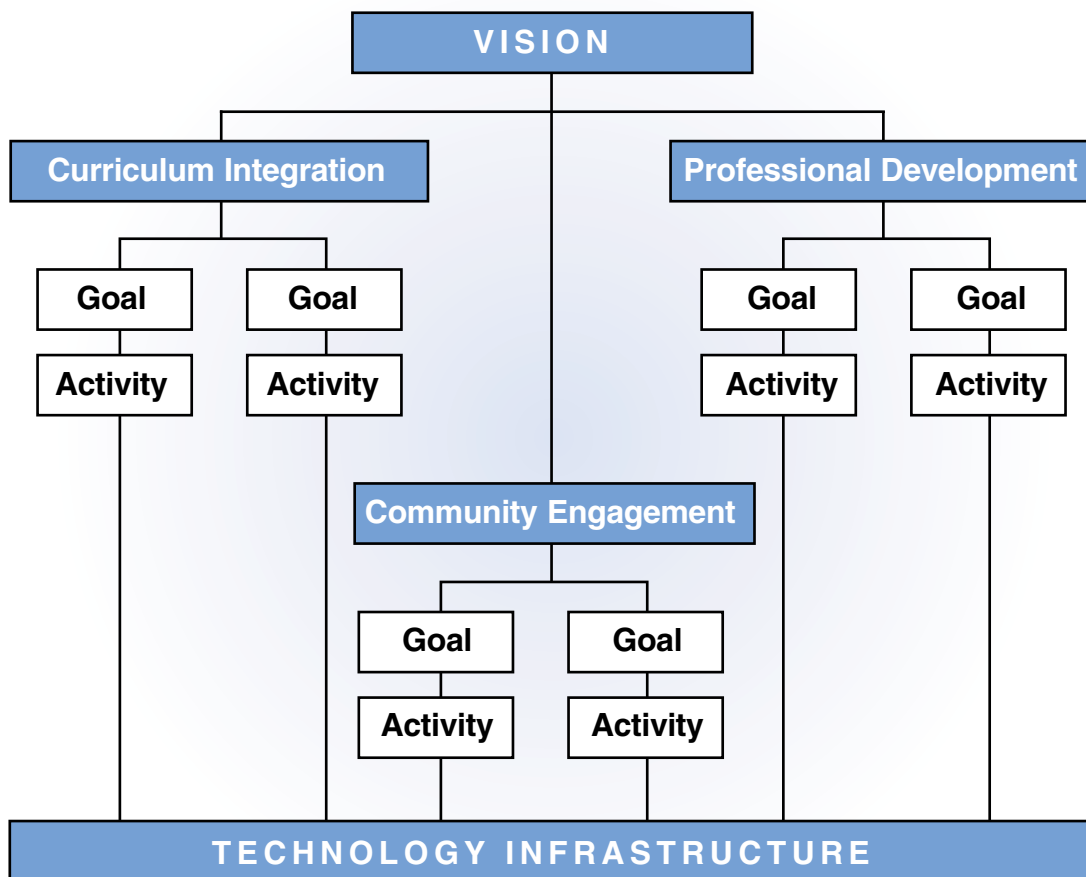 VISION
Curriculum Integration
Professional Development
Goal
Goal
Goal
Goal
Activity
Activity
Activity
Activity
Community Engagement
Goal
Goal
Activity
Activity
TECHNOLOGY INFRASTRUCTURE